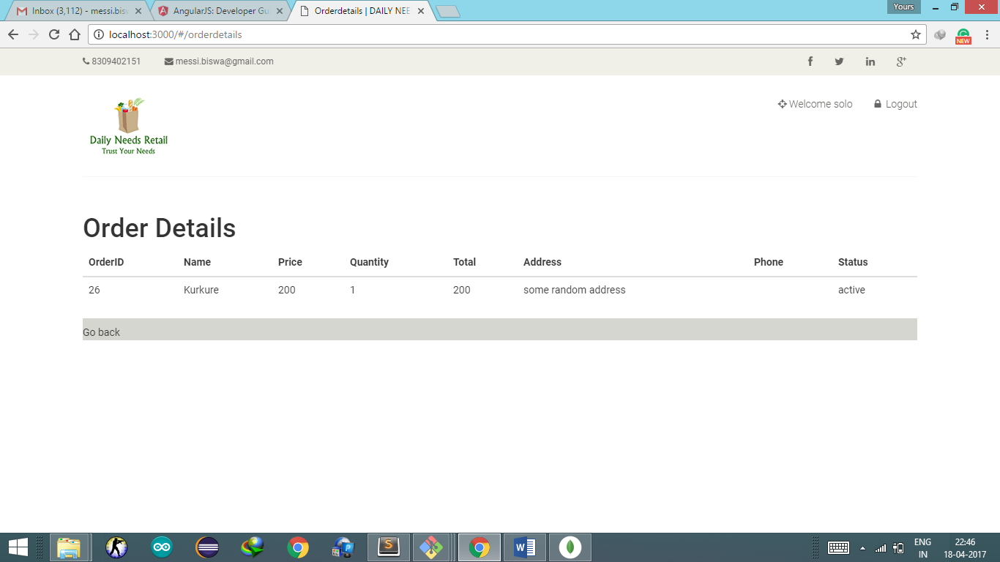 Inbox (3,112) - messi.bisw
AngularJS: Developer Gu
Orderdetails | DAILY NEE
Yours
localhost:3000/#/orderdetails
NEW
8309402151
messi.biswa@gmail.com
f
in
g+
Welcome solo
Logout
Daily Needs Retail
Trust Your Needs
Order Details
OrderID Name Price Quantity Total Address Phone Status
26 Kurkure 200 1 200 some random address active
Go back
S
W
P
ENG
IN
22:46
18-04-2017